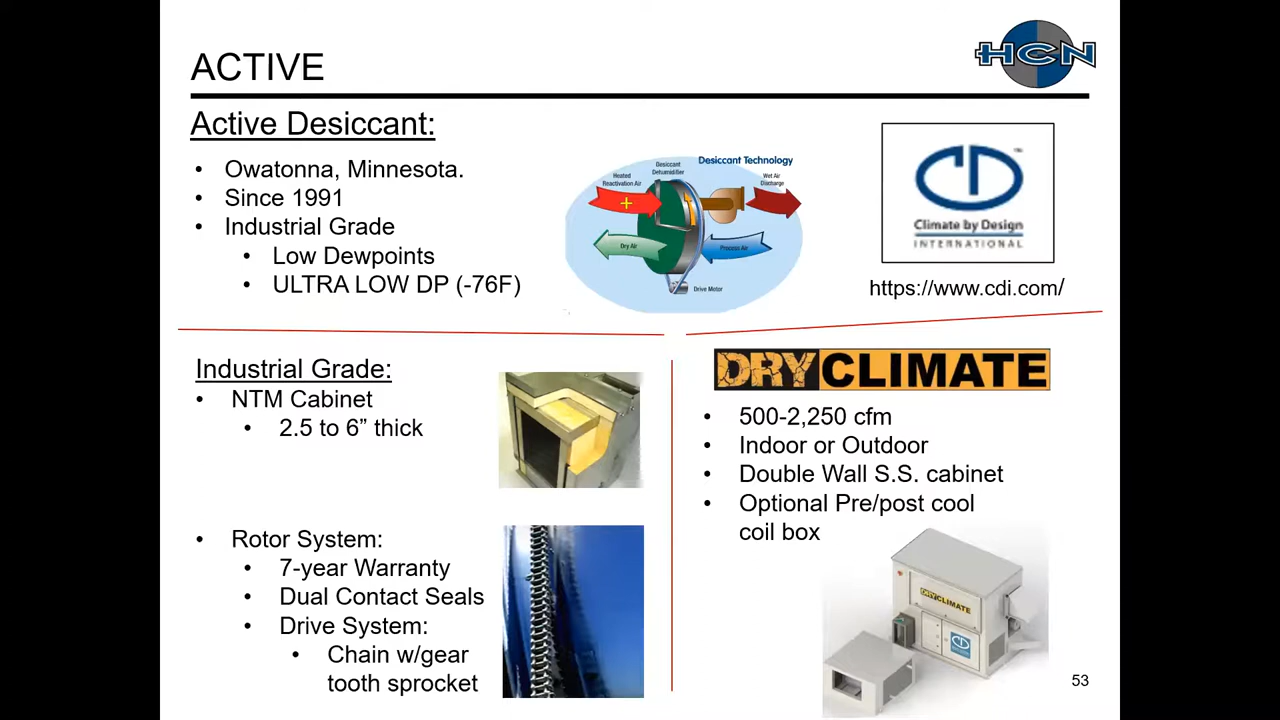 HCN
ACTIVE
Active Desiccant:
• Owatonna, Minnesota.
• Since 1991
• Industrial Grade
• Low Dewpoints
• ULTRA LOW DP (-76F)
Desiccant Technology
Desiccant
Dehumidifier
Heated
Reactivation Air
Wet Air
Discharge
+
Dry Air
Process Air
Drive Motor
CD
TM
Climate by Design
INTERNATIONAL
https://www.cdi.com/
Industrial Grade:
• NTM Cabinet
• 2.5 to 6” thick
• Rotor System:
• 7-year Warranty
• Dual Contact Seals
• Drive System:
• Chain w/gear
tooth sprocket
DRYCLIMATE
• 500-2,250 cfm
• Indoor or Outdoor
• Double Wall S.S. cabinet
• Optional Pre/post cool
coil box
DRYCLIMATE
53